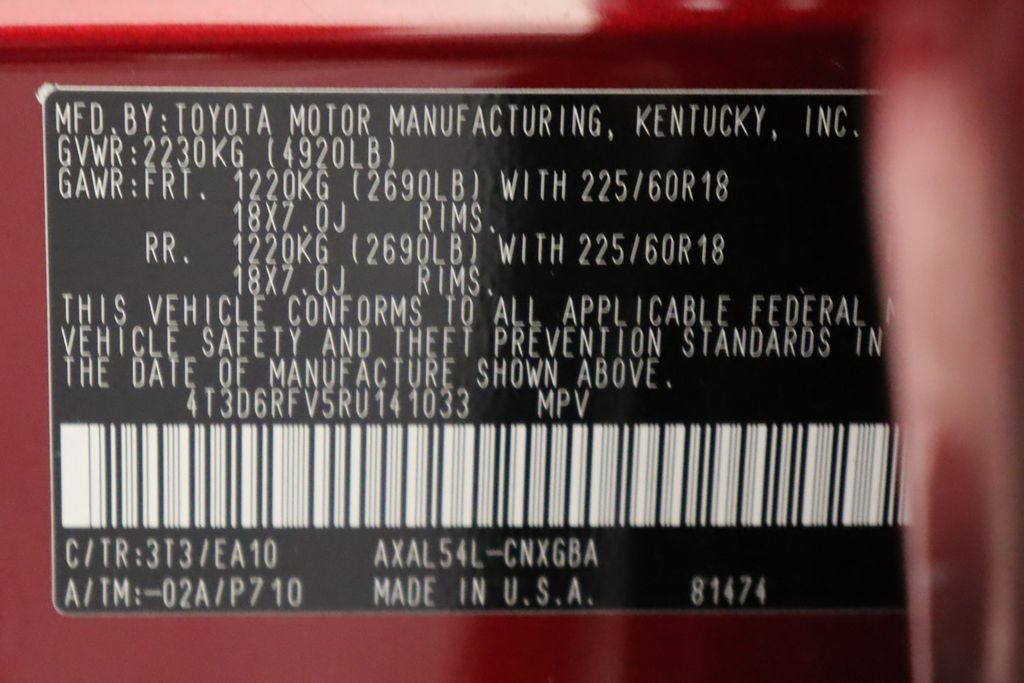 MFD.BY:TOYOTA MOTOR MANUFACTURING, KENTUCKY, INC.
GVWR:2230KG (4920LB)
GAWR:FRT. 1220KG (2690LB) WITH 225/60R18
18X7.0J RIMS.
RR. 1220KG (2690LB) WITH 225/60R18
18X7.0J RIMS.
THIS VEHICLE CONFORMS TO ALL APPLICABLE FEDERAL
VEHICLE SAFETY AND THEFT PREVENTION STANDARDS IN
THE DATE OF MANUFACTURE SHOWN ABOVE.
4T3D6RFV5RU141033 MPV
C/TR:3T3/EA10 AXAL54L-CNXGBA
A/TM:-02A/P710 MADE IN U.S.A. 81474